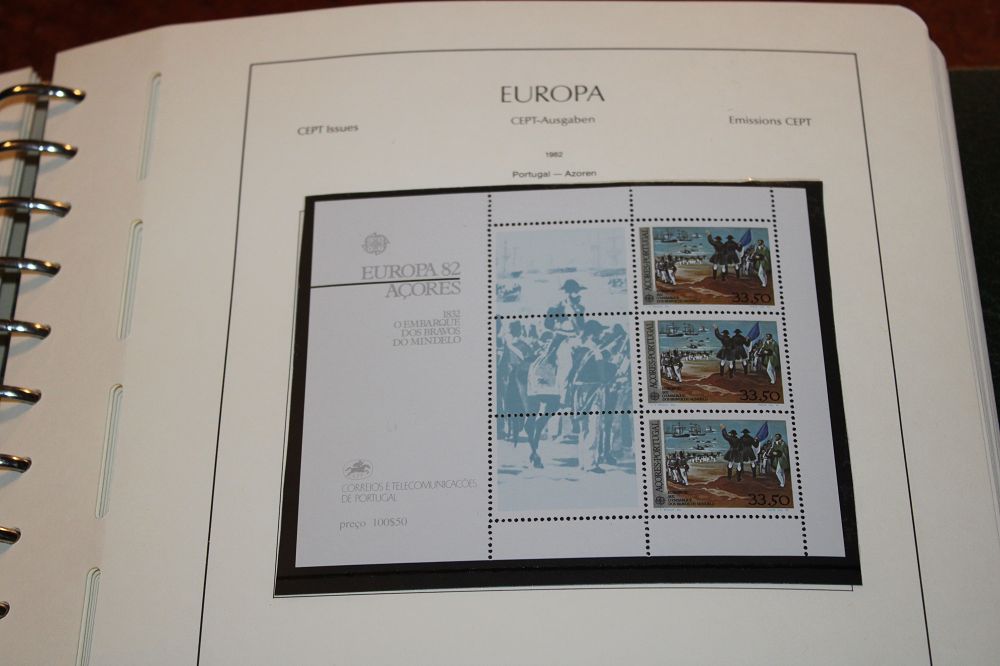 EUROPA
CEPT Issues
CEPT-Ausgaben
Emissions CEPT
1982
Portugal — Azoren
EUROPA 82
AÇORES
1832
O EMBARQUE
DOS BRAVOS
DO MINDELO
CORREIOS E TELECOMUNICAÇÕES
DE PORTUGAL
preço 100$50
AÇORES-PORTUGAL
33.50
AÇORES-PORTUGAL
33.50
AÇORES-PORTUGAL
33.50